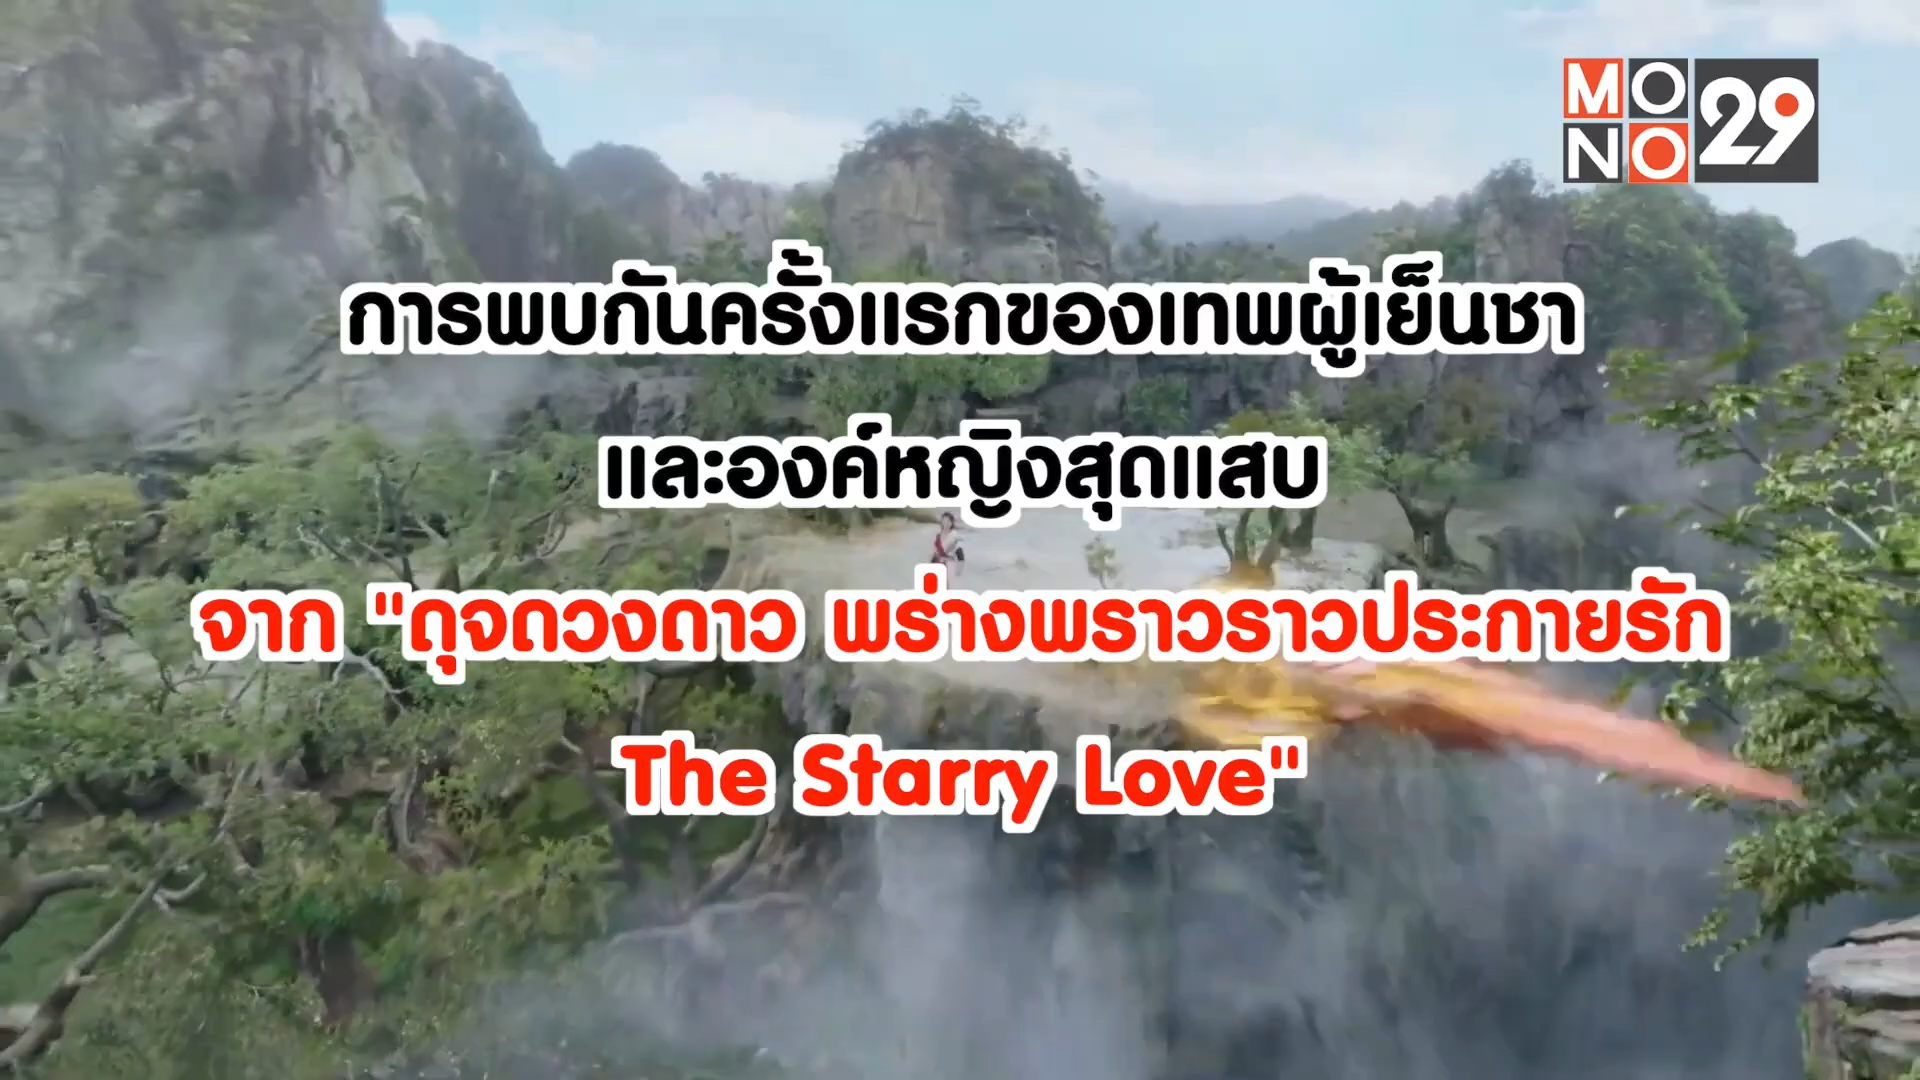 MONO 29
การพบกันครั้งแรกของเทพผู้เย็นชา
และองค์หญิงสุดแสบ
จาก "ดุจดวงดาว พร่างพราวราวประกายรัก
The Starry Love"